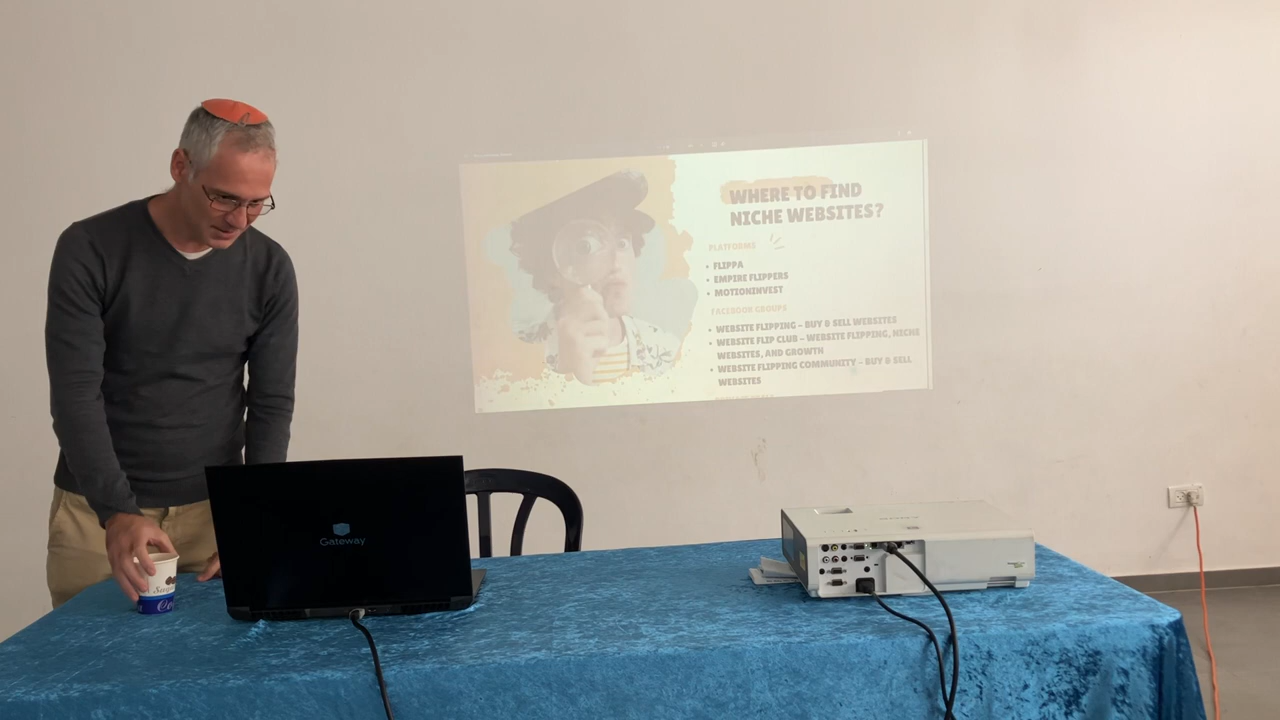 WHERE TO FIND
NICHE WEBSITES?
PLATFORMS
• FLIPPA
• EMPIRE FLIPPERS
• MOTIONINVEST
FACEBOOK GROUPS
• WEBSITE FLIPPING - BUY & SELL WEBSITES
• WEBSITE FLIP CLUB - WEBSITE FLIPPING, NICHE
WEBSITES, AND GROWTH
• WEBSITE FLIPPING COMMUNITY - BUY & SELL
WEBSITES
Gateway